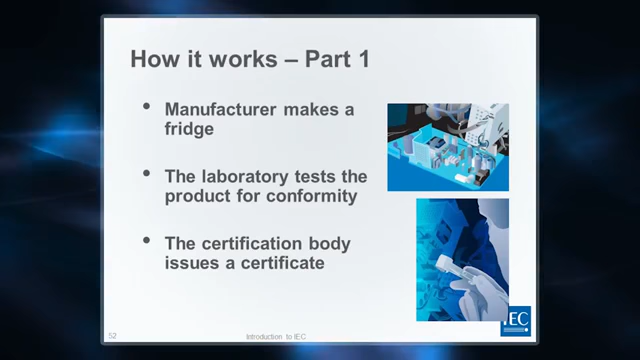 How it works – Part 1
• Manufacturer makes a
fridge
• The laboratory tests the
product for conformity
• The certification body
issues a certificate
IEC
52
Introduction to IEC